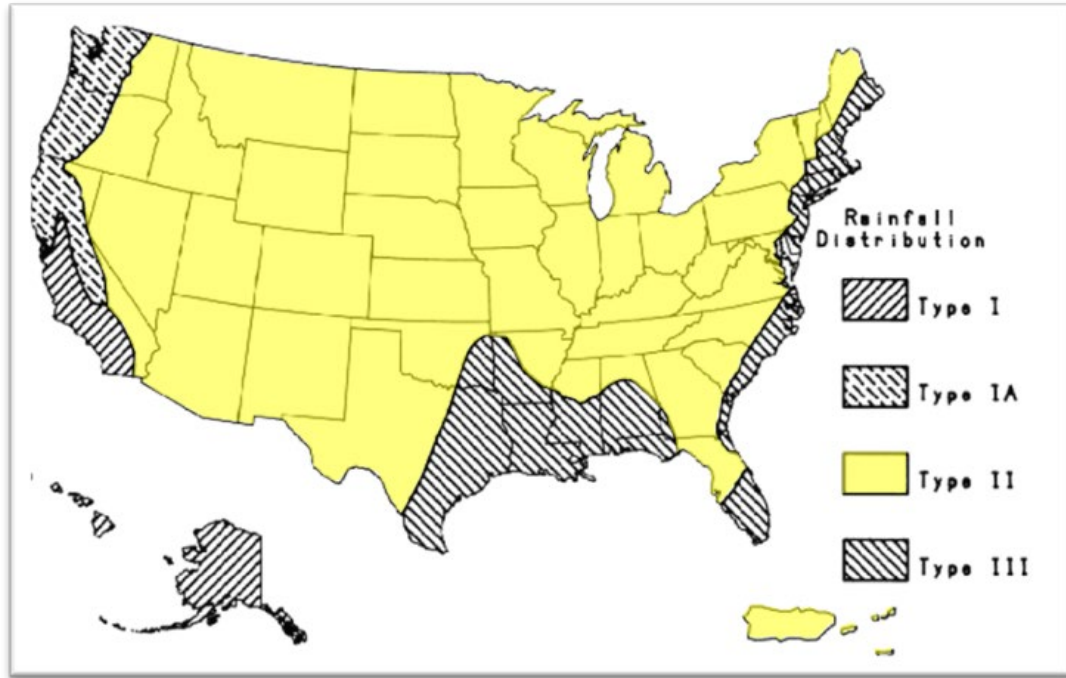 Rainfall
Distribution
Type I
Type IA
Type II
Type III